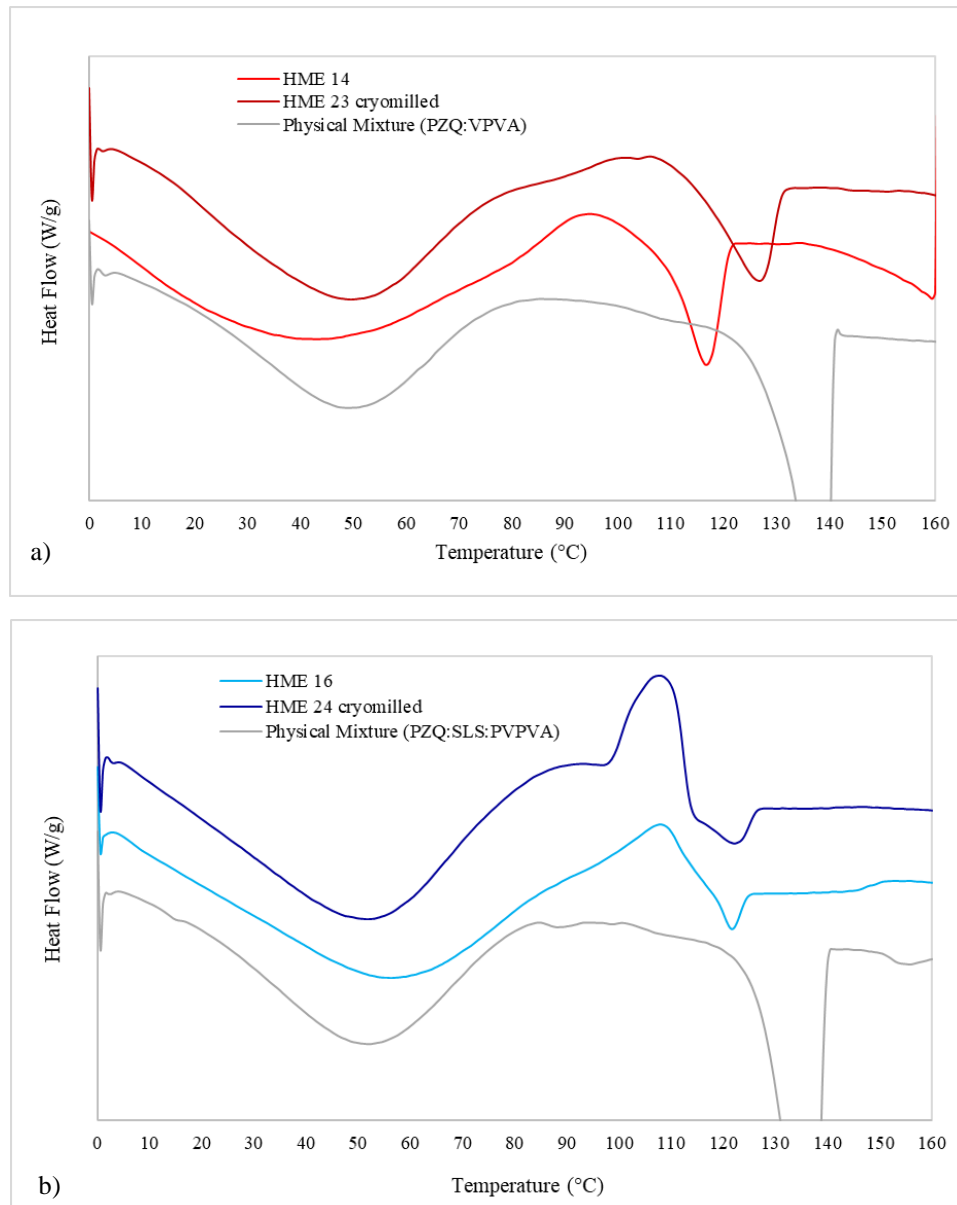 HME 14
HME 23 cryomilled
Physical Mixture (PZQ:VPVA)
Heat Flow (W/g)
0 10 20 30 40 50 60 70 80 90 100 110 120 130 140 150 160
a)
Temperature (°C)
HME 16
HME 24 cryomilled
Physical Mixture (PZQ:SLS:PVPVA)
Heat Flow (W/g)
0 10 20 30 40 50 60 70 80 90 100 110 120 130 140 150 160
Temperature (°C)
b)